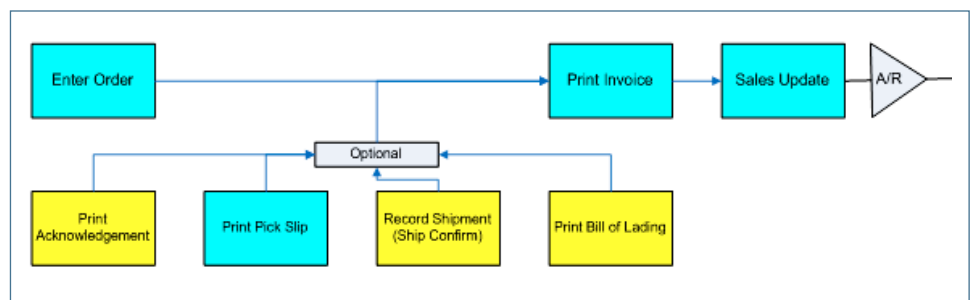 Enter Order
Print Invoice
Sales Update
A/R
Optional
Print
Acknowledgement
Print Pick Slip
Record Shipment
(Ship Confirm)
Print Bill of Lading